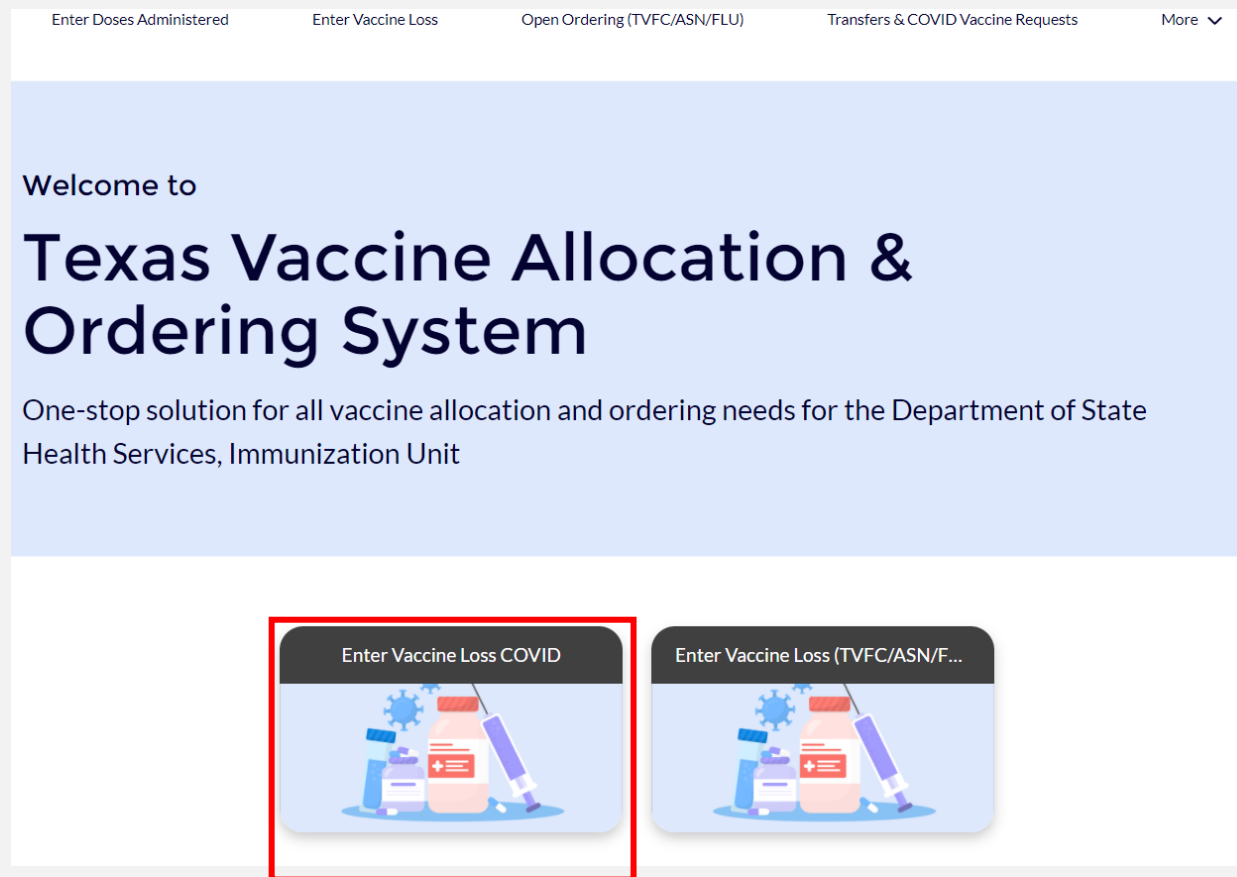 Enter Doses Administered
Enter Vaccine Loss
Open Ordering (TVFC/ASN/FLU)
Transfers & COVID Vaccine Requests
More
Welcome to
Texas Vaccine Allocation &
Ordering System
One-stop solution for all vaccine allocation and ordering needs for the Department of State
Health Services, Immunization Unit
Enter Vaccine Loss COVID
Enter Vaccine Loss (TVFC/ASN/F...